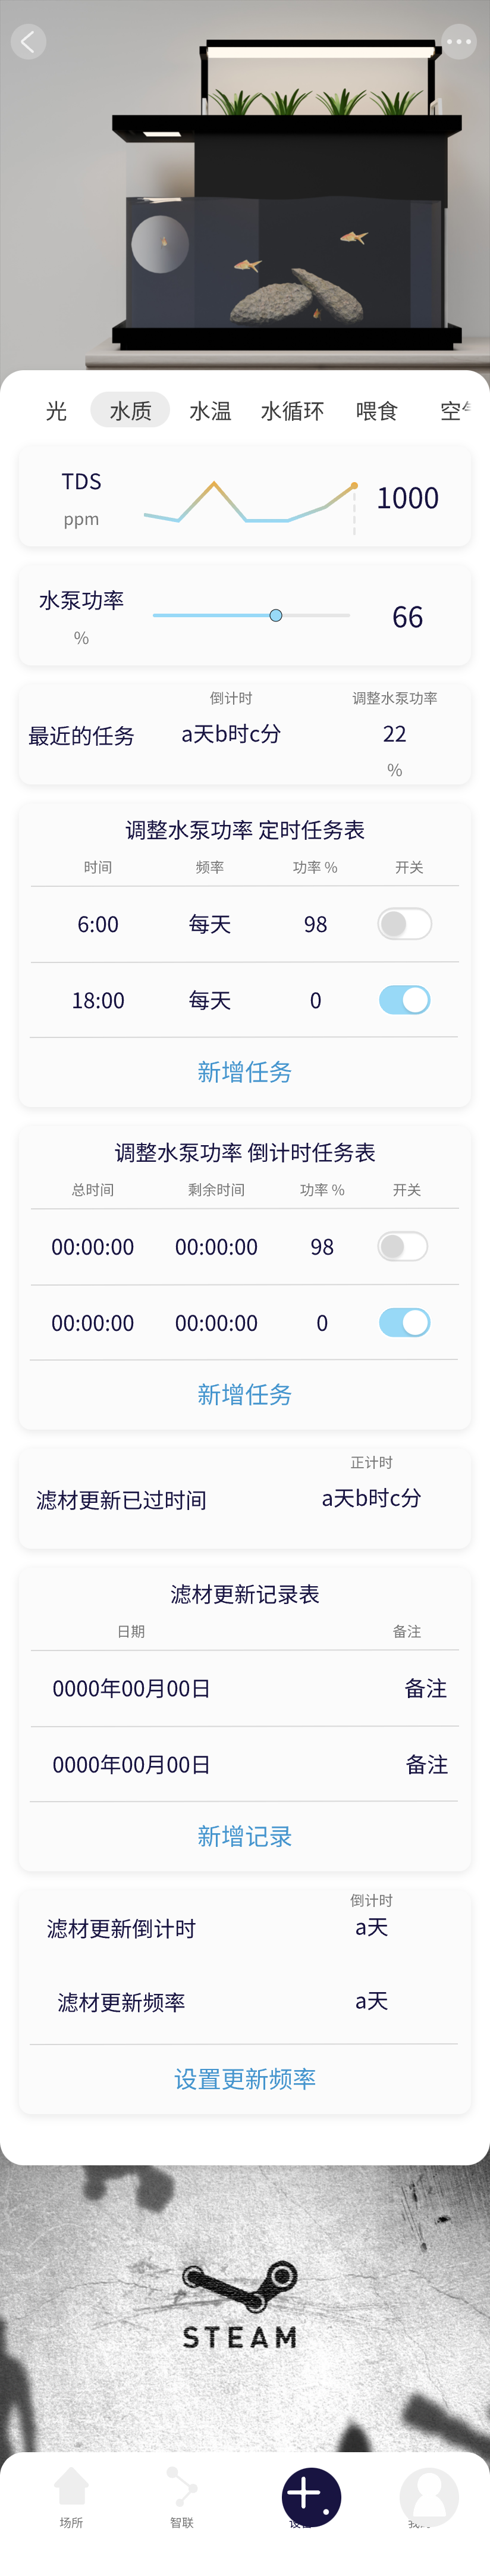 光 水质 水温 水循环 喂食 空气
TDS
ppm
1000
水泵功率
%
66
最近的任务
倒计时
a天b时c分
调整水泵功率
22
%
调整水泵功率 定时任务表
时间 频率 功率 % 开关
6:00 每天 98
18:00 每天 0
新增任务
调整水泵功率 倒计时任务表
总时间 剩余时间 功率 % 开关
00:00:00 00:00:00 98
00:00:00 00:00:00 0
新增任务
滤材更新已过时间
正计时
a天b时c分
滤材更新记录表
日期 备注
0000年00月00日 备注
0000年00月00日 备注
新增记录
倒计时
滤材更新倒计时 a天
滤材更新频率 a天
设置更新频率
STEAM
场所 智联